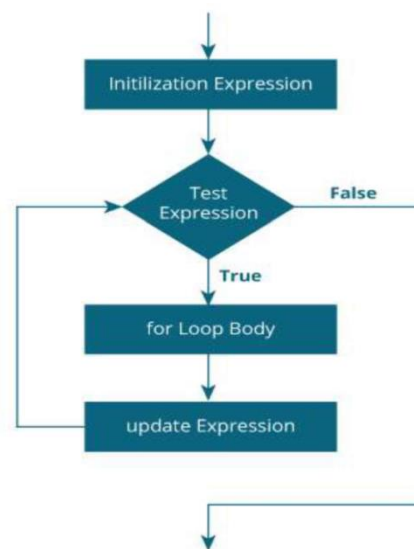 Initilization Expression
Test
Expression
False
True
for Loop Body
update Expression